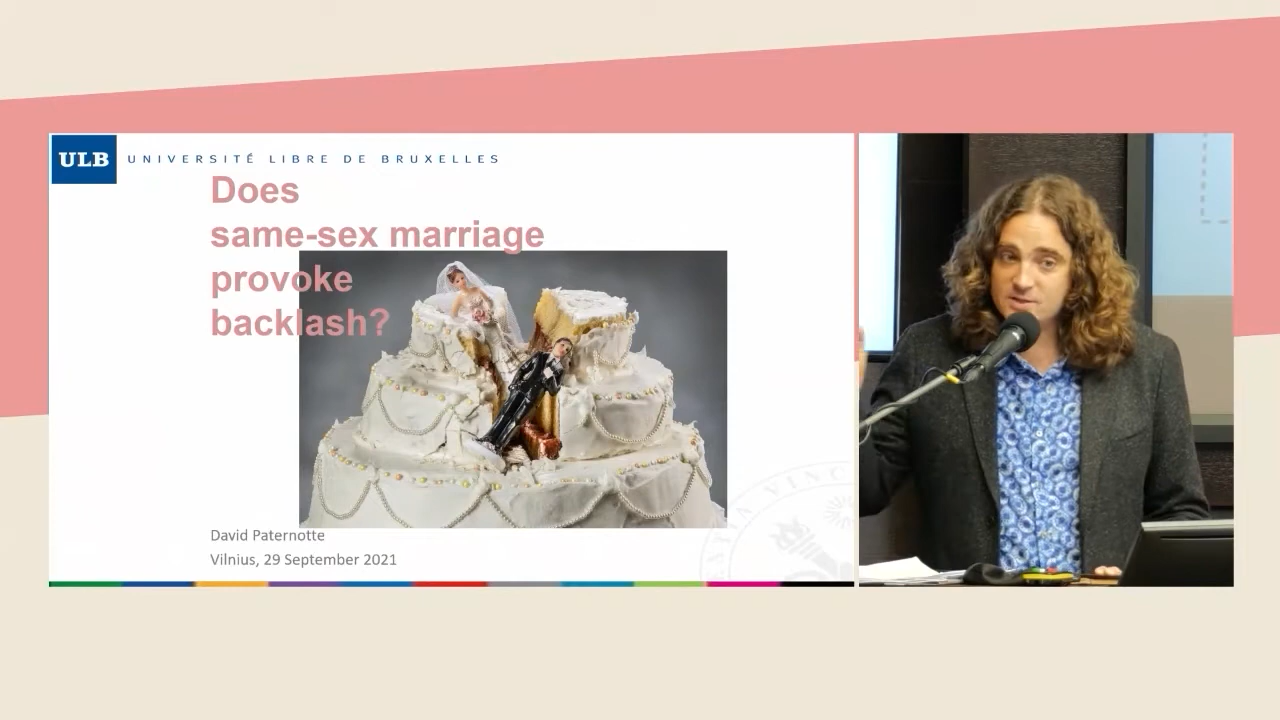 ULB
UNIVERSITÉ LIBRE DE BRUXELLES
Does
same-sex marriage
provoke
backlash?
David Paternotte
Vilnius, 29 September 2021